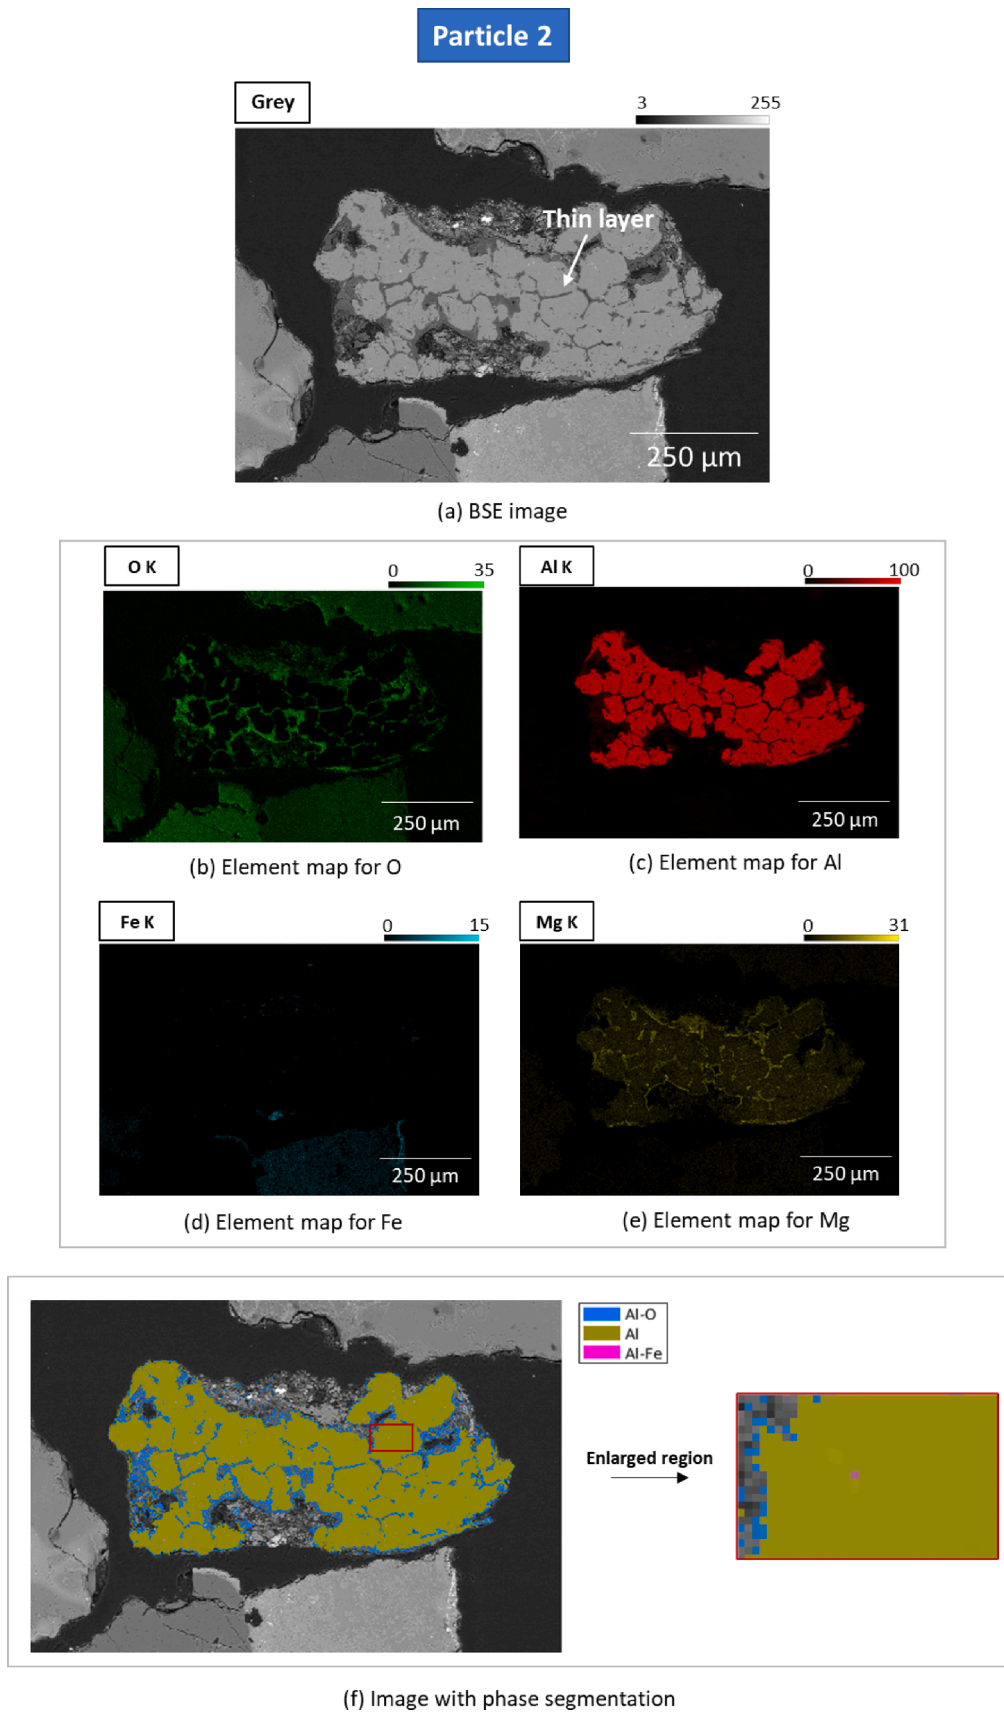 Particle 2
Grey
3 255
Thin layer
250 µm
(a) BSE image
O K
0 35
250 µm
(b) Element map for O
Al K
0 100
250 µm
(c) Element map for Al
Fe K
0 15
250 µm
(d) Element map for Fe
Mg K
0 31
250 µm
(e) Element map for Mg
Al-O
Al
Al-Fe
Enlarged region
(f) Image with phase segmentation